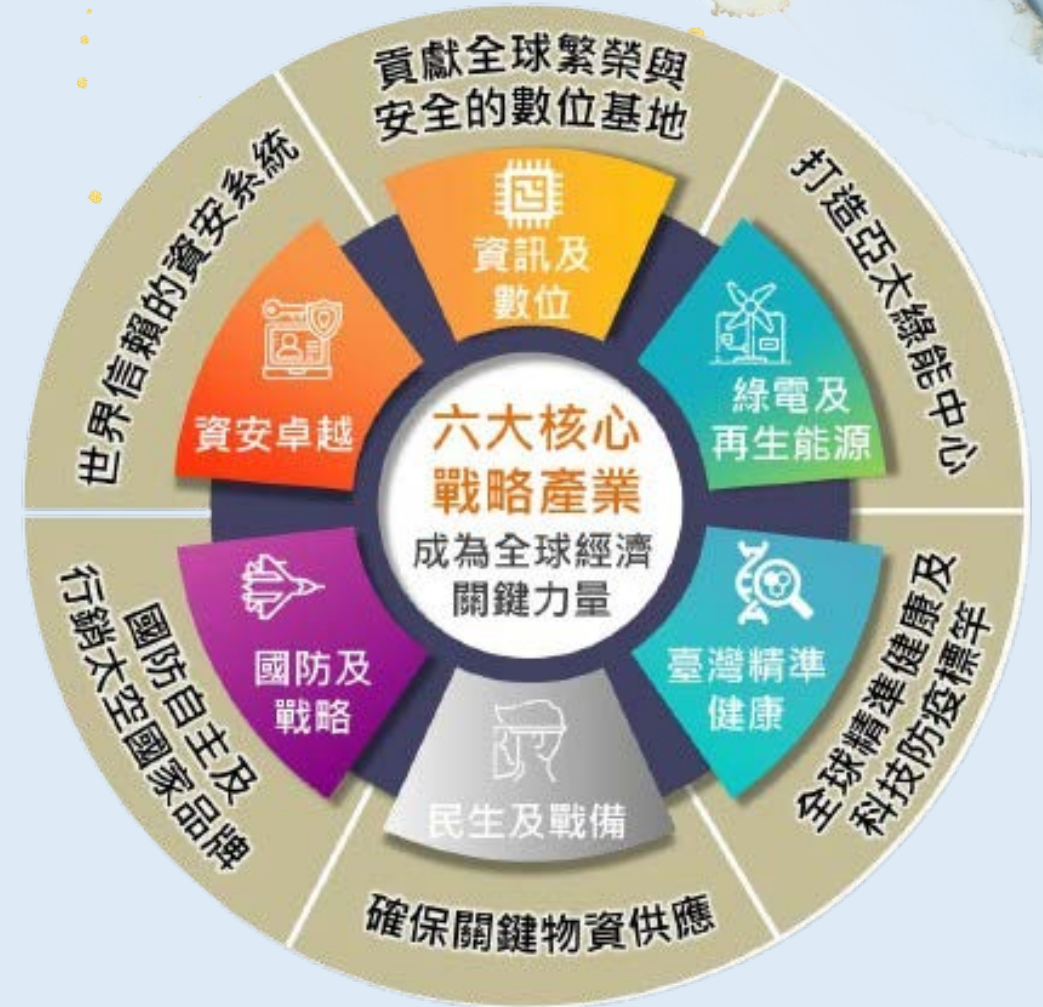 六大核心
戰略產業
成為全球經濟
關鍵力量
貢獻全球繁榮與
安全的數位基地
資訊及
數位
打造亞太綠能中心
綠電及
再生能源
全球精準健康及
科技防疫標竿
臺灣精準
健康
確保關鍵物資供應
民生及戰備
國防自主及
行銷太空國家品牌
國防及
戰略
世界信賴的資安系統
資安卓越